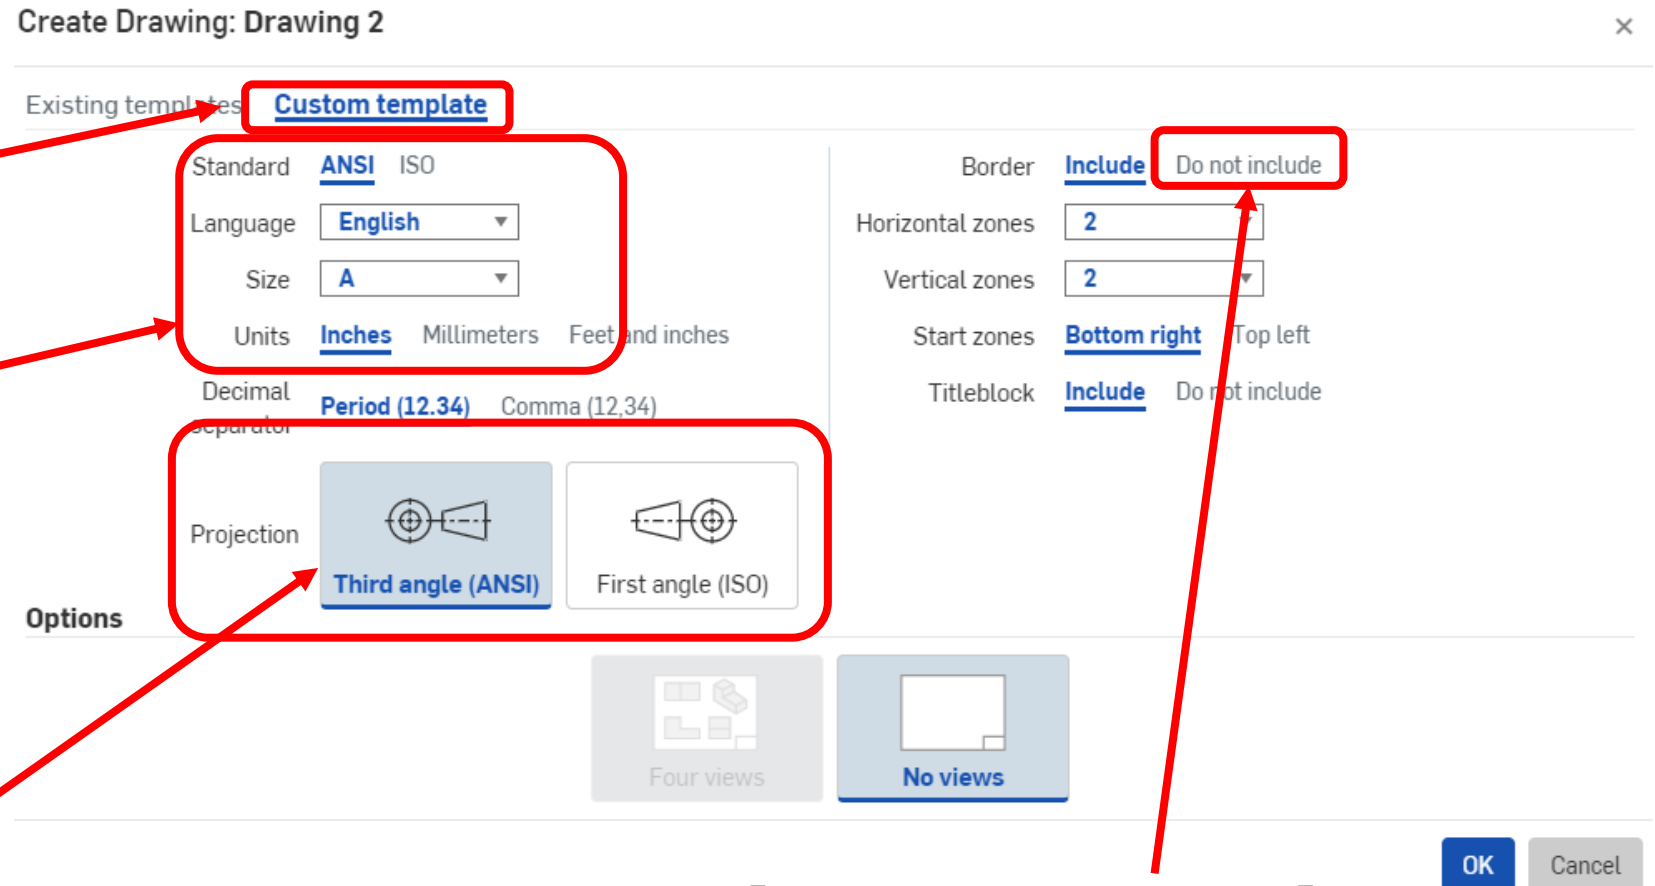 Create Drawing: Drawing 2
×
Existing templates Custom template
Standard ANSI ISO
Language English
Size A
Units Inches Millimeters Feet and inches
Decimal separator Period (12.34) Comma (12,34)
Projection
Third angle (ANSI) First angle (ISO)
Border Include Do not include
Horizontal zones 2
Vertical zones 2
Start zones Bottom right Top left
Titleblock Include Do not include
Options
Four views No views
OK Cancel